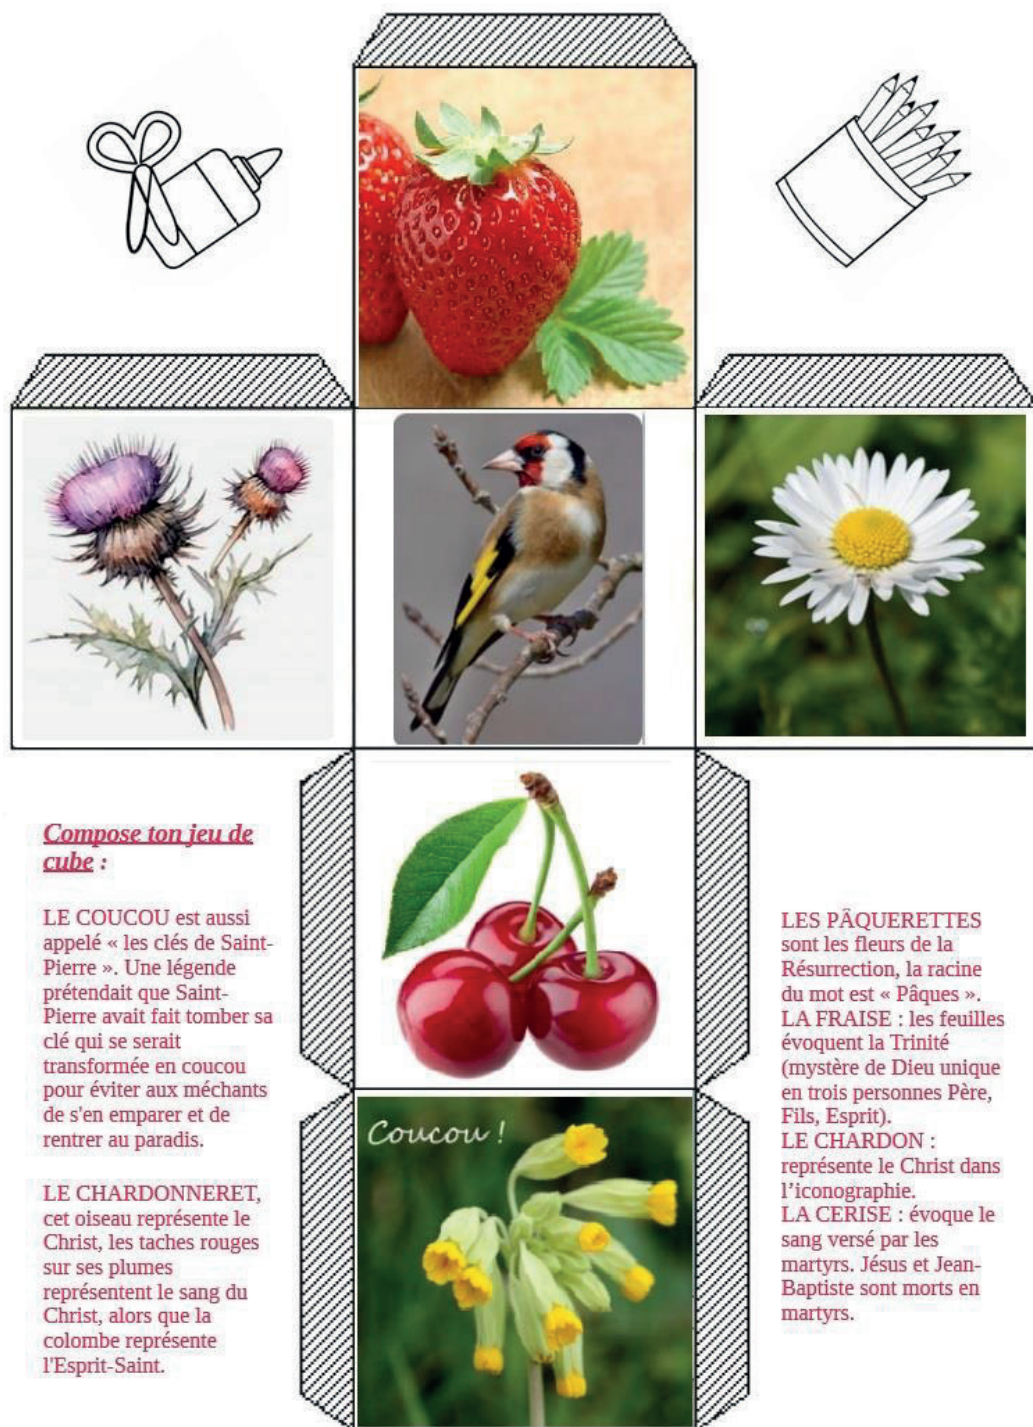 Compose ton jeu de
cube :
LE COUCOU est aussi
appelé « les clés de Saint-
Pierre ». Une légende
prétendait que Saint-
Pierre avait fait tomber sa
clé qui se serait
transformée en coucou
pour éviter aux méchants
de s'en emparer et de
rentrer au paradis.
LE CHARDONNERET,
cet oiseau représente le
Christ, les taches rouges
sur ses plumes
représentent le sang du
Christ, alors que la
colombe représente
l'Esprit-Saint.
Coucou !
LES PÂQUERETTES
sont les fleurs de la
Résurrection, la racine
du mot est « Pâques ».
LA FRAISE : les feuilles
évoquent la Trinité
(mystère de Dieu unique
en trois personnes Père,
Fils, Esprit).
LE CHARDON :
représente le Christ dans
l’iconographie.
LA CERISE : évoque le
sang versé par les
martyrs. Jésus et Jean-
Baptiste sont morts en
martyrs.